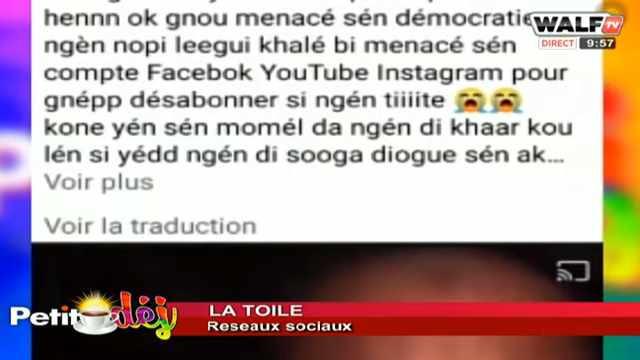 hennn ok gnou menacé sén démocratie
ngèn nopi leegui khalé bi menacé sén
compte Facebok YouTube Instagram pour
gnépp désabonner si ngén tiiiite 😭😭
kone yén sén momél da ngén di khaar kou
lén si yédd ngén di sooga diogue sén ak...
Voir plus
Voir la traduction
WALF TV
DIRECT 9:57
Petit déj
LA TOILE
Reseaux sociaux